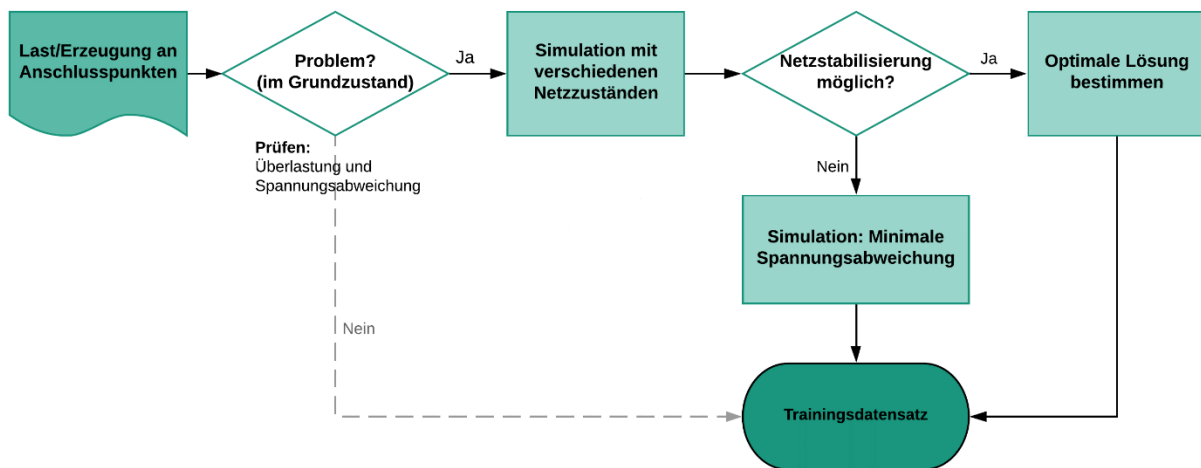 Last/Erzeugung an
Anschlusspunkten
Problem?
(im Grundzustand)
Ja
Prüfen:
Überlastung und
Spannungsabweichung
Simulation mit
verschiedenen
Netzzuständen
Netzstabilisierung
möglich?
Ja
Optimale Lösung
bestimmen
Nein
Simulation: Minimale
Spannungsabweichung
Nein
Trainingsdatensatz